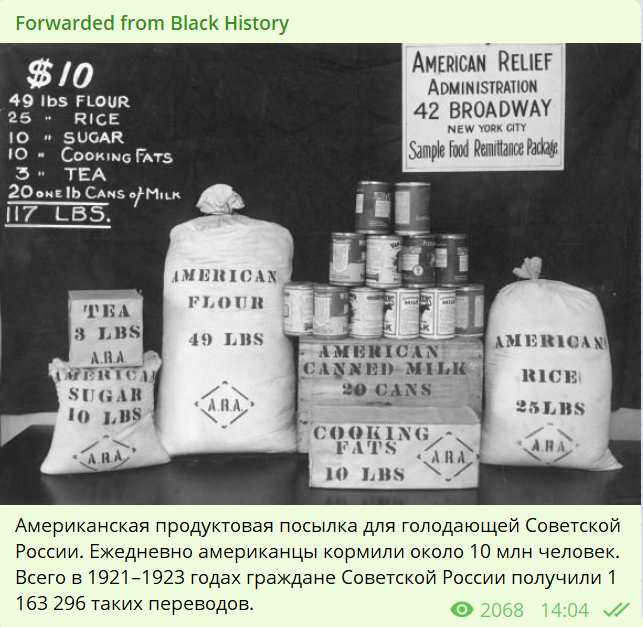 Forwarded from Black History
$10
49 lbs FLOUR
25 " RICE
10 " SUGAR
10 " COOKING FATS
3 " TEA
20 ONE lb CANS of MILK
117 LBS.
AMERICAN RELIEF
ADMINISTRATION
42 BROADWAY
NEW YORK CITY
Sample Food Remittance Package.
TEA
3 LBS
A.R.A.
AMERICAN
SUGAR
10 LBS
A.R.A.
AMERICAN
FLOUR
49 LBS
A.R.A.
AMERICAN
CANNED MILK
20 CANS
COOKING
FATS
A.R.A.
10 LBS
AMERICAN
RICE
25LBS
A.R.A.
MILK
Американская продуктовая посылка для голодающей Советской
России. Ежедневно американцы кормили около 10 млн человек.
Всего в 1921–1923 годах граждане Советской России получили 1
163 296 таких переводов.
2068 14:04